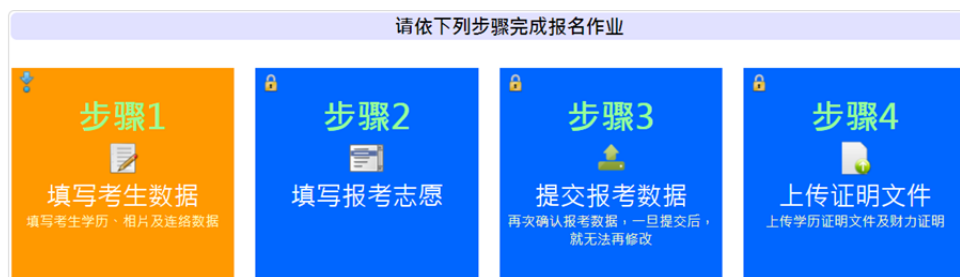 请依下列步骤完成报名作业
步骤1
填写考生数据
填写考生学历、相片及连络数据
步骤2
填写报考志愿
步骤3
提交报考数据
再次确认报考数据，一旦提交后，
就无法再修改
步骤4
上传证明文件
上传学历证明文件及财力证明